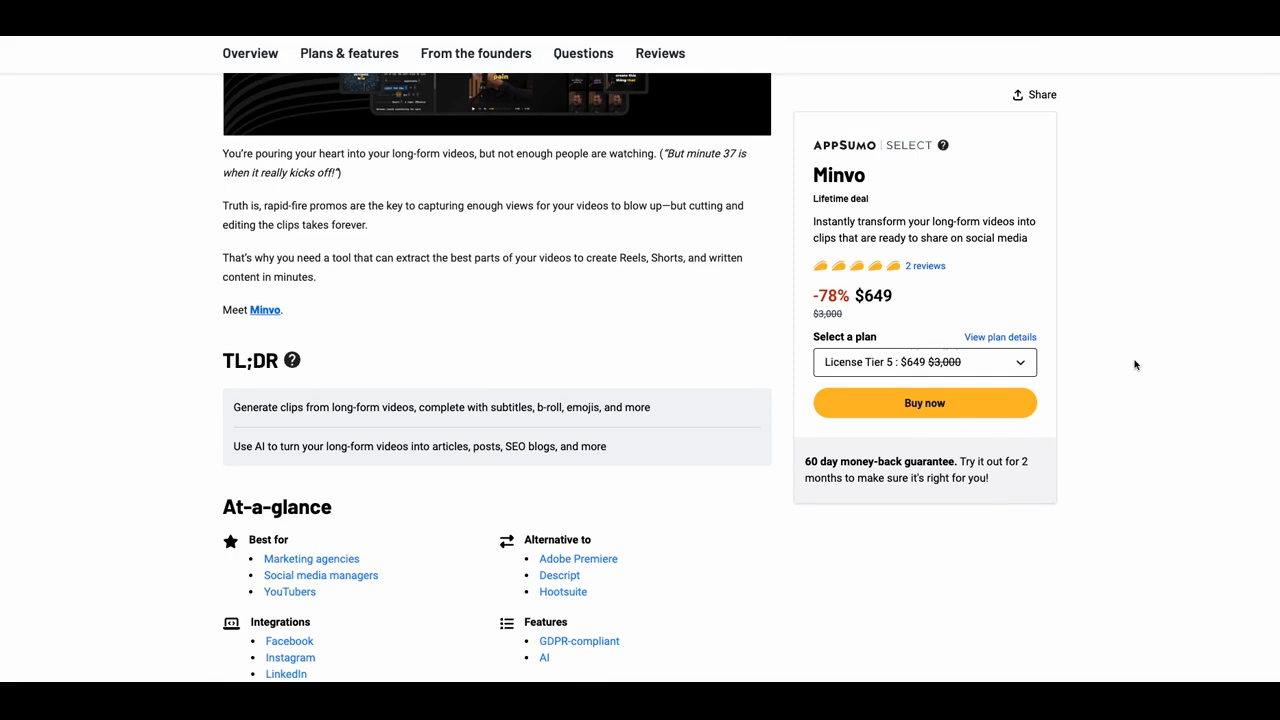 Overview Plans & features From the founders Questions Reviews
pain
Share
You're pouring your heart into your long-form videos, but not enough people are watching. ("But minute 37 is
when it really kicks off!")
Truth is, rapid-fire promos are the key to capturing enough views for your videos to blow up—but cutting and
editing the clips takes forever.
That's why you need a tool that can extract the best parts of your videos to create Reels, Shorts, and written
content in minutes.
Meet Minvo.
TL;DR ?
Generate clips from long-form videos, complete with subtitles, b-roll, emojis, and more
Use AI to turn your long-form videos into articles, posts, SEO blogs, and more
At-a-glance
Best for
• Marketing agencies
• Social media managers
• YouTubers
Alternative to
• Adobe Premiere
• Descript
• Hootsuite
Integrations
• Facebook
• Instagram
• LinkedIn
Features
• GDPR-compliant
• AI
APPSUMO | SELECT ?
Minvo
Lifetime deal
Instantly transform your long-form videos into
clips that are ready to share on social media
2 reviews
-78% $649
$3,000
Select a plan View plan details
License Tier 5 : $649 $3,000
Buy now
60 day money-back guarantee. Try it out for 2
months to make sure it's right for you!